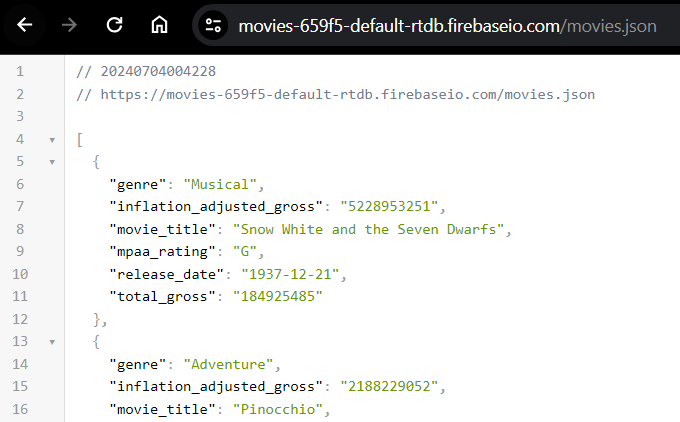 movies-659f5-default-rtdb.firebaseio.com/movies.json
1 // 20240704004228
2 // https://movies-659f5-default-rtdb.firebaseio.com/movies.json
3
4 [
5 {
6 "genre": "Musical",
7 "inflation_adjusted_gross": "5228953251",
8 "movie_title": "Snow White and the Seven Dwarfs",
9 "mpaa_rating": "G",
10 "release_date": "1937-12-21",
11 "total_gross": "184925485"
12 },
13 {
14 "genre": "Adventure",
15 "inflation_adjusted_gross": "2188229052",
16 "movie_title": "Pinocchio",